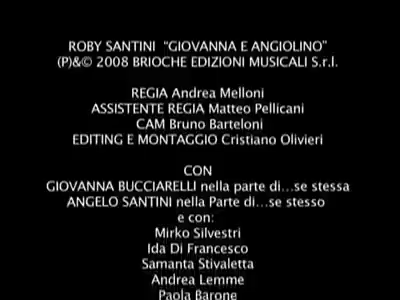 ROBY SANTINI  “GIOVANNA E ANGIOLINO”
(P)&© 2008 BRIOCHE EDIZIONI MUSICALI S.r.l.
REGIA Andrea Melloni
ASSISTENTE REGIA Matteo Pellicani
CAM Bruno Barteloni
EDITING E MONTAGGIO Cristiano Olivieri
CON
GIOVANNA BUCCIARELLI nella parte di...se stessa
ANGELO SANTINI nella Parte di...se stesso
e con:
Mirko Silvestri
Ida Di Francesco
Samanta Stivaletta
Andrea Lemme
Paola Barone